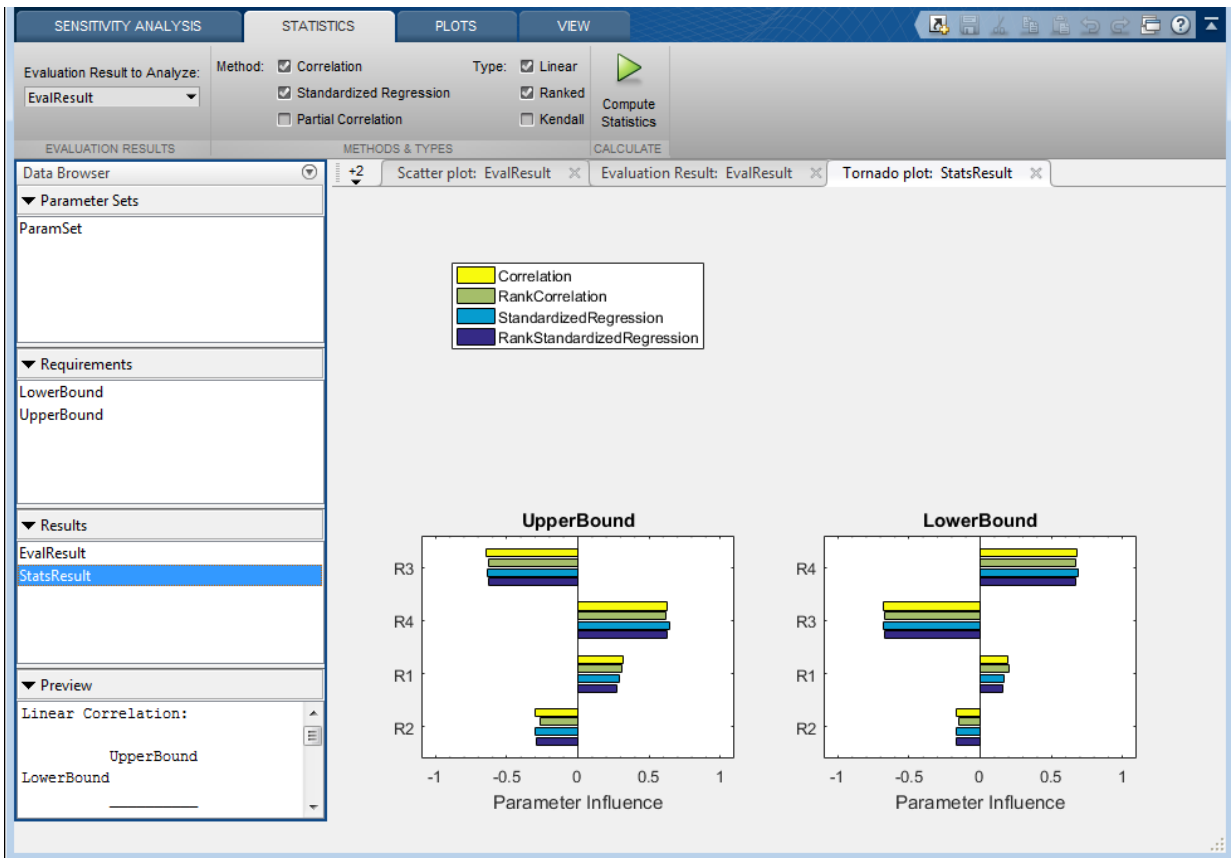 SENSITIVITY ANALYSIS STATISTICS PLOTS VIEW
Evaluation Result to Analyze:
EvalResult
EVALUATION RESULTS
Method: Correlation Type: Linear
Standardized Regression Ranked
Partial Correlation Kendall
METHODS & TYPES
Compute
Statistics
CALCULATE
Data Browser
Parameter Sets
ParamSet
Requirements
LowerBound
UpperBound
Results
EvalResult
StatsResult
Preview
Linear Correlation:
UpperBound
LowerBound
+2 Scatter plot: EvalResult Evaluation Result: EvalResult Tornado plot: StatsResult
Correlation
RankCorrelation
StandardizedRegression
RankStandardizedRegression
UpperBound
R3
R4
R1
R2
-1 -0.5 0 0.5 1
Parameter Influence
LowerBound
R4
R3
R1
R2
-1 -0.5 0 0.5 1
Parameter Influence